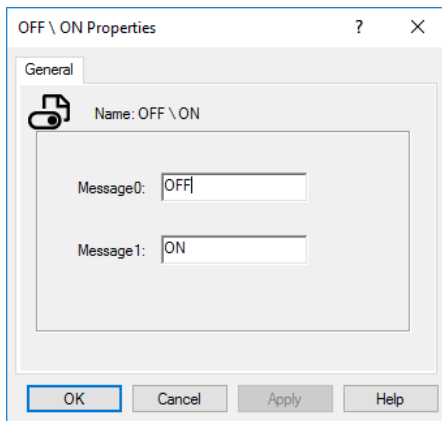 OFF \ ON Properties
?
General
Name: OFF \ ON
Message0: OFF
Message1: ON
OK Cancel Apply Help